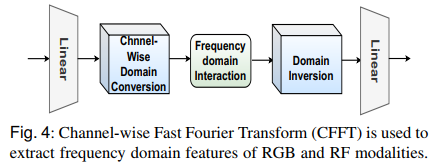 Linear
Chnnel-
Wise
Domain
Conversion
Frequency
domain
Interaction
Domain
Inversion
Linear
Fig. 4: Channel-wise Fast Fourier Transform (CFFT) is used to
extract frequency domain features of RGB and RF modalities.